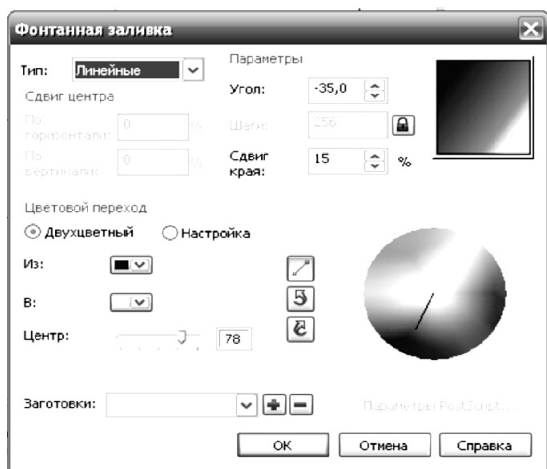 Фонтанная заливка
Тип: Линейные
Параметры
Угол: -35,0
Сдвиг центра
По горизонтали: 0 %
Шаги: 256
По вертикали: 0 %
Сдвиг края: 15 %
Цветовой переход
Двухцветный Настройка
Из:
В:
Центр: 78
Заготовки:
Параметры PostScript...
ОК Отмена Справка